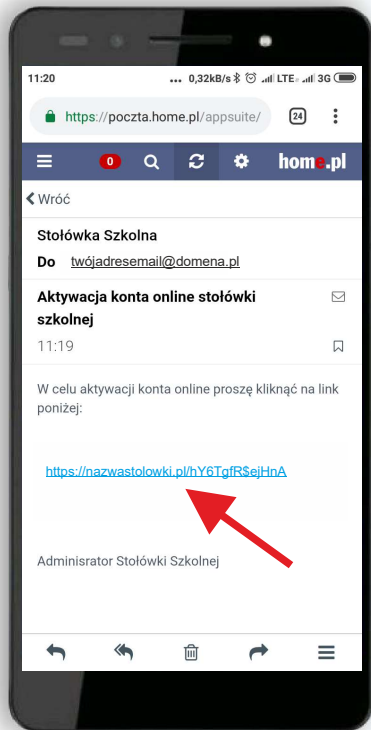 11:20 ... 0,32kB/s LTE 3G
https://poczta.home.pl/appsuite/ 24
0 home.pl
Wróć
Stołówka Szkolna
Do twójadresemail@domena.pl
Aktywacja konta online stołówki
szkolnej
11:19
W celu aktywacji konta online proszę kliknąć na link
poniżej:
https://nazwastolowki.pl/hY6TgfR$ejHnA
Adminisrator Stołówki Szkolnej